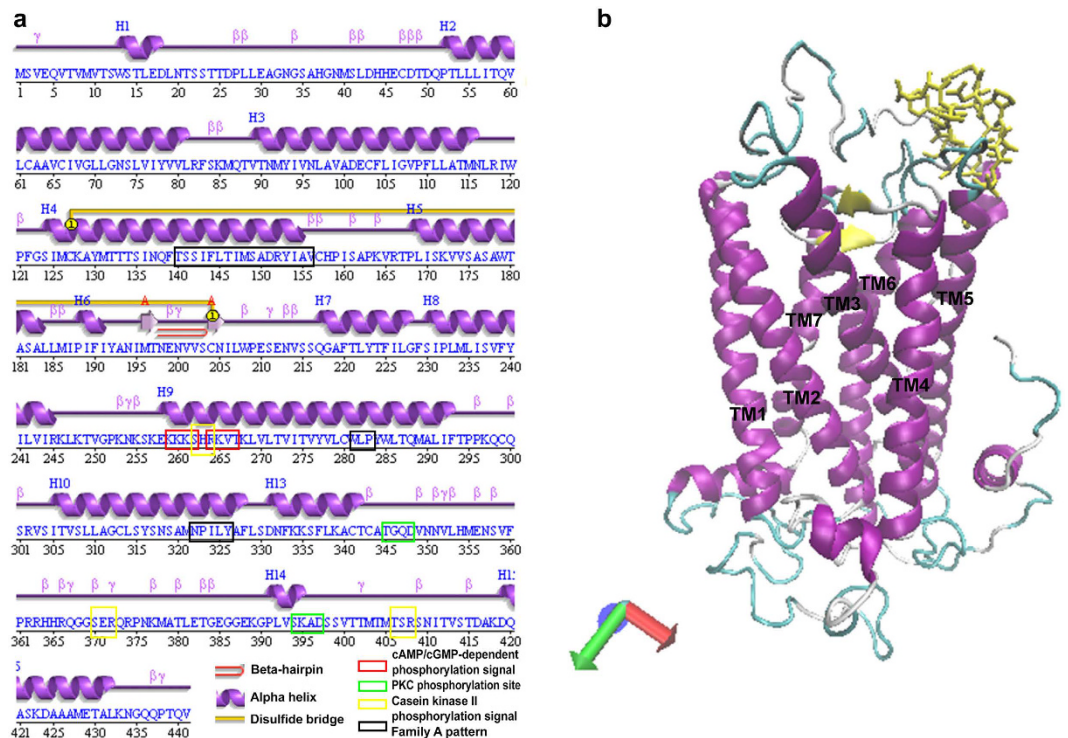 a
b
H1 H2
γ ββ β ββ βββ
MSVEQVTVMVTSWSTLEDLNTSSTTDPLLEAGNGSAHGNMSLDHHECDTDQPTLLLITQV
1 5 10 15 20 25 30 35 40 45 50 55 60
ββ H3
LCAAVCIVGLLGNSLVIYVVLRFSKMQTVTNMYIVNLAVADECFLIGVPFLLATMNLRIW
61 65 70 75 80 85 90 95 100 105 110 115 120
β H4 1 ββ β β H5
PFGSIMCKAYMTTTSINQFTSSIFLTIMSADRYIAVCHPISAPKVRTPLISKVVSASAWT
121 125 130 135 140 145 150 155 160 165 170 175 180
ββ H6 A βγ A 1 β γ ββ H7 H8
ASALLMIPIFIYANIMTNENVVSCNILWPESENVSSQGAFTLYTFILGFSIPLMLISVFY
181 185 190 195 200 205 210 215 220 225 230 235 240
βγβ H9
ILVIRKLKTVGPKNKSKEKKKSHRKVTKLVLTVITVYVLCWLPYWLTQMALIFTPPKQCQ
241 245 250 255 260 265 270 275 280 285 290 295 300
β H10 H13 β β βββ β β
SRVSITVSLLAGCLSYSNSAMNPILYAFLSDNFKKSFLKACTCATGQDVNNVLHMENSVF
301 305 310 315 320 325 330 335 340 345 350 355 360
β βγ β γ β β ββ H14 γ β β H15
PRRHHRQGGSERQRPNKMATLETGEGGEKGPLVSKADSSVTTMTMTSRSNITVSTDAKDQ
361 365 370 375 380 385 390 395 400 405 410 415 420
βγ
ASKDAAAMETALKNGQQPTQV
421 425 430 435 441
Beta-hairpin
Alpha helix
Disulfide bridge
cAMP/cGMP-dependent
phosphorylation signal
PKC phosphorylation site
Casein kinase II
phosphorylation signal
Family A pattern
TM6
TM5
TM3
TM7
TM4
TM2
TM1